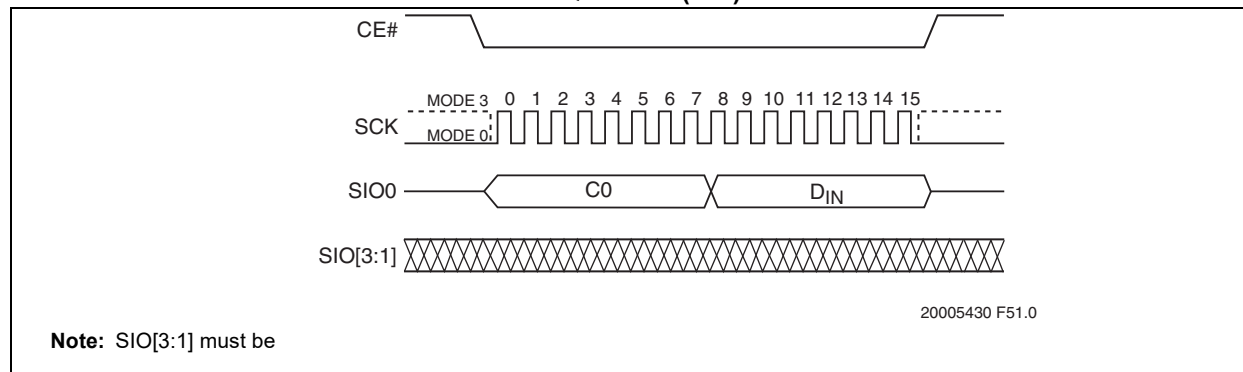 CE#
MODE 3 0 1 2 3 4 5 6 7 8 9 10 11 12 13 14 15
SCK
MODE 0
SIO0 C0 DIN
SIO[3:1]
20005430 F51.0
Note: SIO[3:1] must be